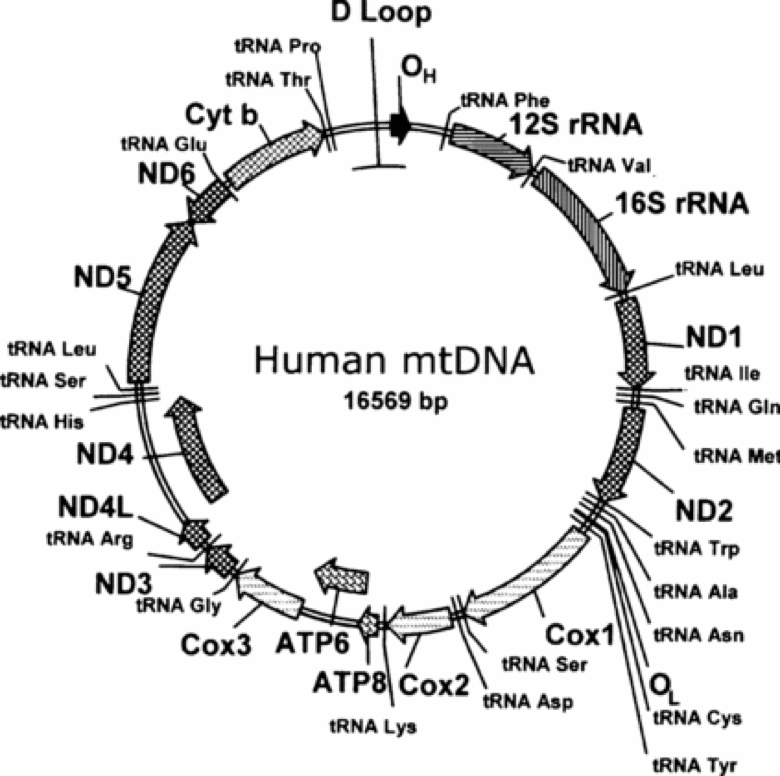 D Loop
tRNA Pro
OH
tRNA Thr
tRNA Phe
Cyt b
12S rRNA
tRNA Glu
tRNA Val
ND6
16S rRNA
tRNA Leu
ND5
ND1
Human mtDNA
16569 bp
tRNA Leu
tRNA Ser
tRNA His
tRNA Ile
tRNA Gln
tRNA Met
ND4
ND2
ND4L
tRNA Arg
tRNA Trp
ND3
tRNA Ala
tRNA Gly
tRNA Asn
Cox3
ATP6
Cox1
tRNA Ser
ATP8
Cox2
OL
tRNA Asp
tRNA Cys
tRNA Lys
tRNA Tyr